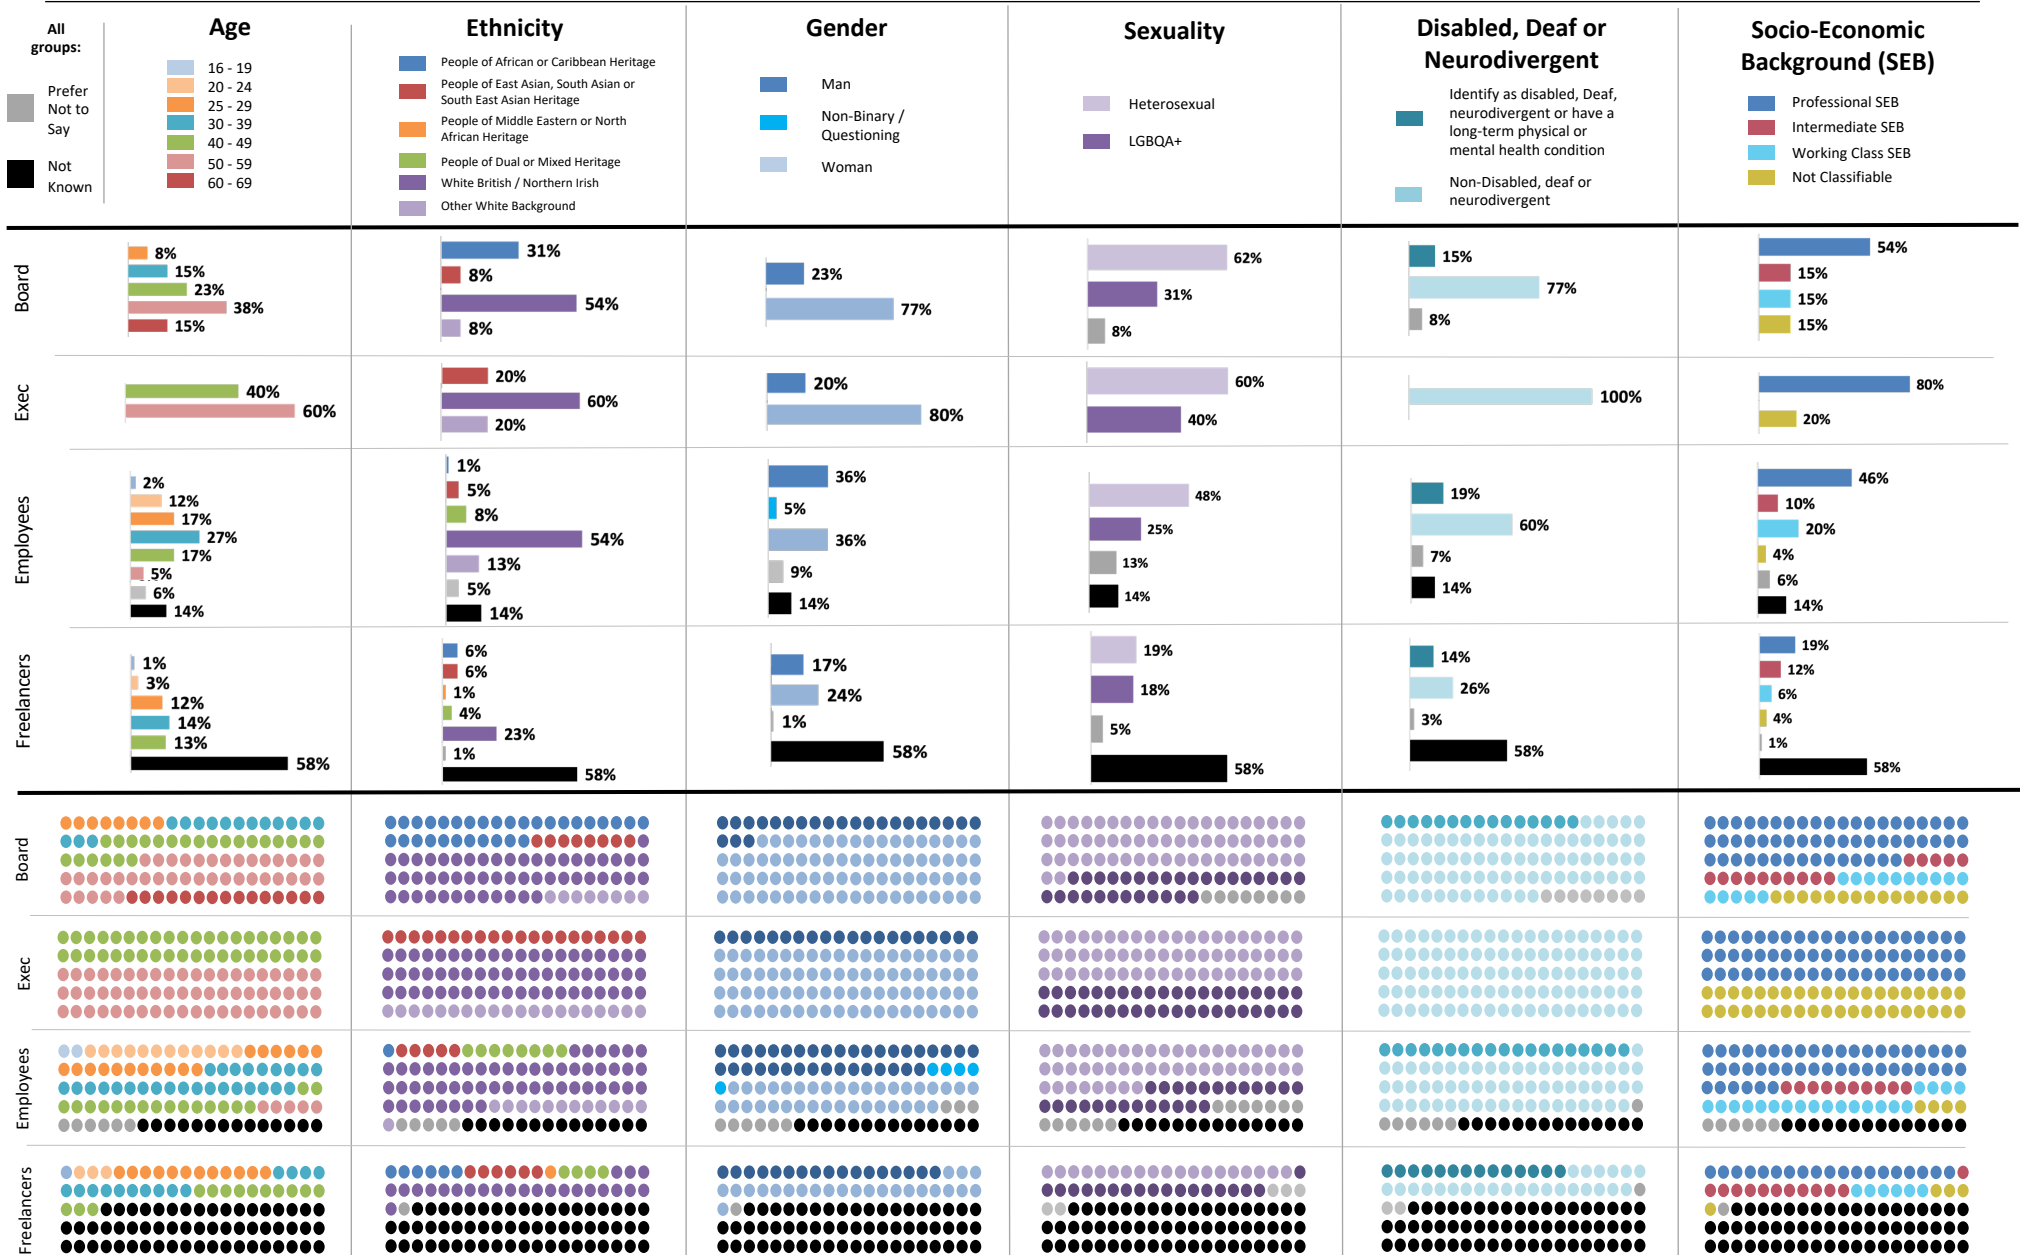 All
groups:
Prefer
Not to
Say
Not
Known
Age
16 - 19
20 - 24
25 - 29
30 - 39
40 - 49
50 - 59
60 - 69
Ethnicity
People of African or Caribbean Heritage
People of East Asian, South Asian or
South East Asian Heritage
People of Middle Eastern or North
African Heritage
People of Dual or Mixed Heritage
White British / Northern Irish
Other White Background
Gender
Man
Non-Binary /
Questioning
Woman
Sexuality
Heterosexual
LGBQA+
Disabled, Deaf or
Neurodivergent
Identify as disabled, Deaf,
neurodivergent or have a
long-term physical or
mental health condition
Non-Disabled, deaf or
neurodivergent
Socio-Economic
Background (SEB)
Professional SEB
Intermediate SEB
Working Class SEB
Not Classifiable
Board
8%
15%
23%
38%
15%
31%
8%
54%
8%
23%
77%
62%
31%
8%
15%
77%
8%
54%
15%
15%
15%
Exec
40%
60%
20%
60%
20%
20%
80%
60%
40%
100%
80%
20%
Employees
2%
12%
17%
27%
17%
5%
6%
14%
1%
5%
8%
54%
13%
5%
14%
36%
5%
36%
9%
14%
48%
25%
13%
14%
19%
60%
7%
14%
46%
10%
20%
4%
6%
14%
Freelancers
1%
3%
12%
14%
13%
58%
6%
6%
1%
4%
23%
1%
58%
17%
24%
1%
58%
19%
18%
5%
58%
14%
26%
3%
58%
19%
12%
6%
4%
1%
58%
Board
Exec
Employees
Freelancers